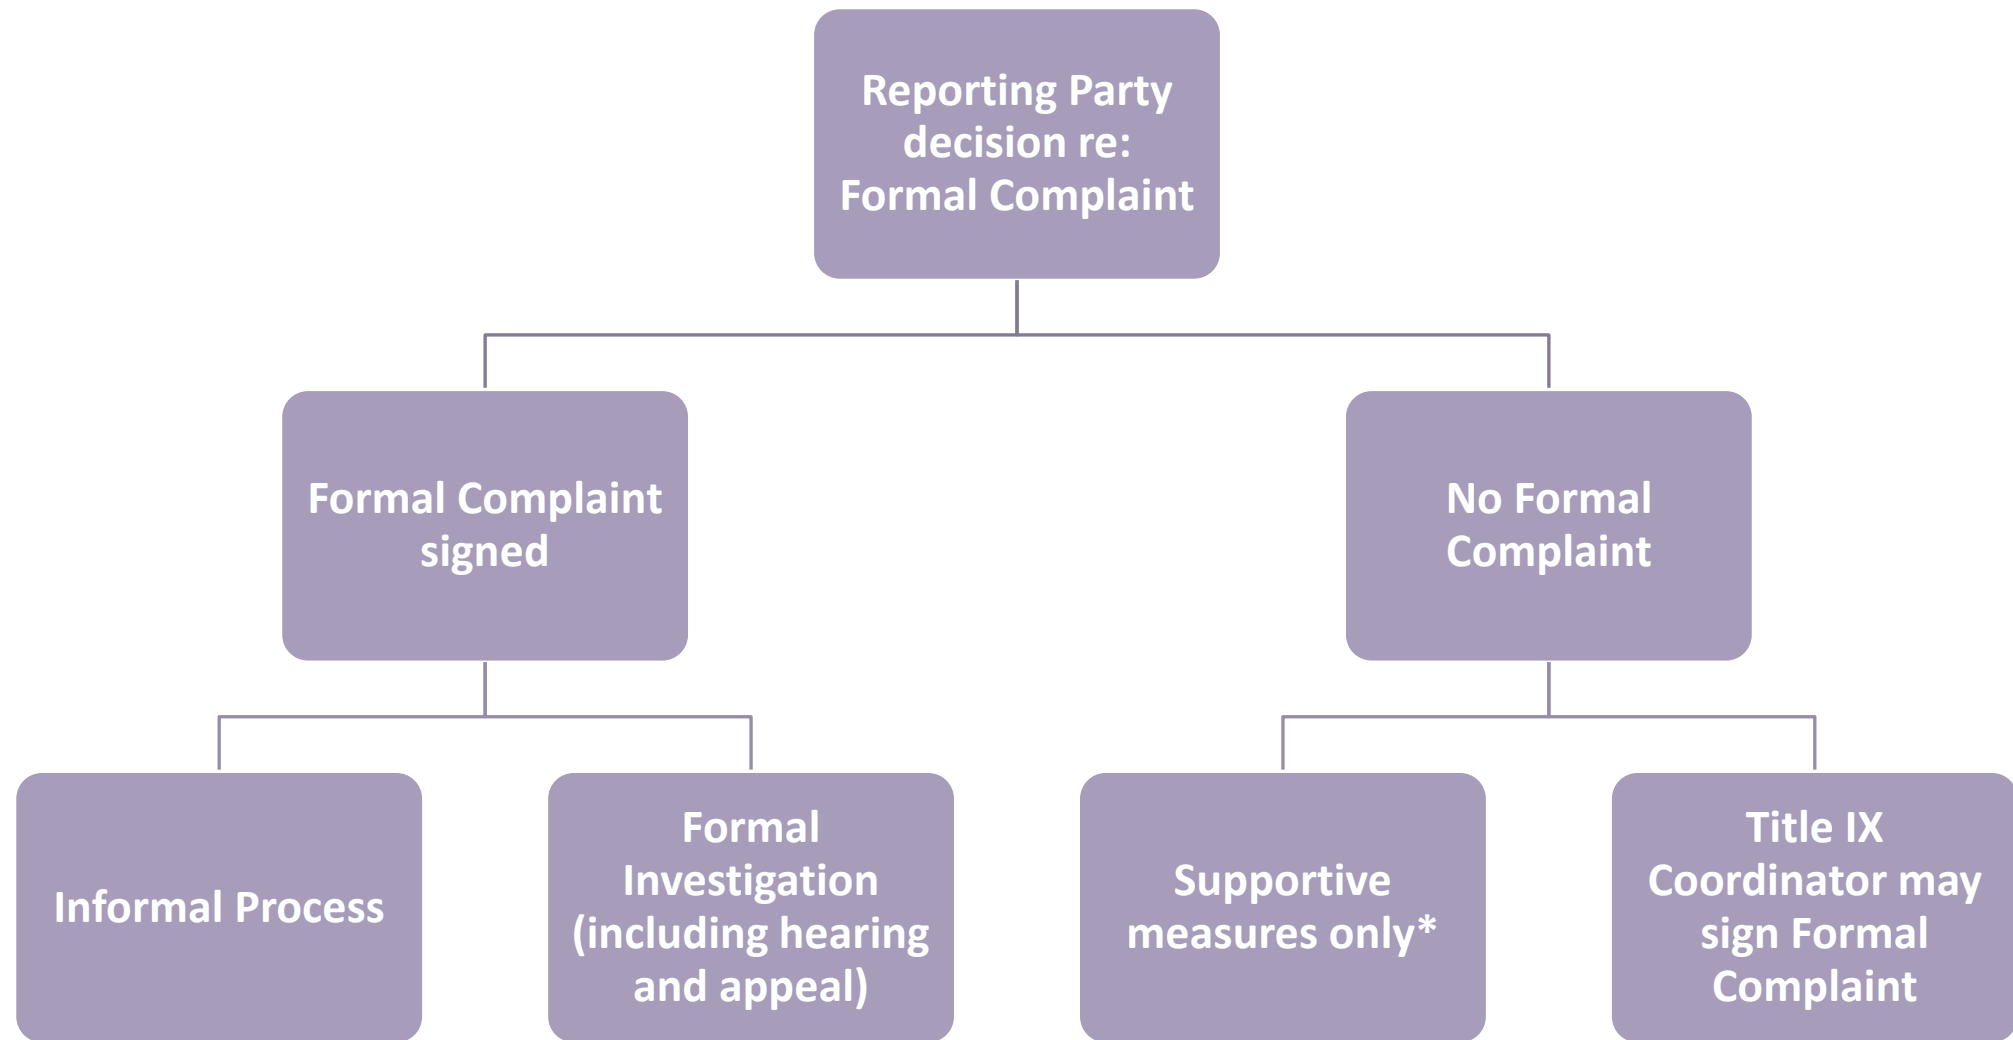 Reporting Party
decision re:
Formal Complaint
Formal Complaint
signed
No Formal
Complaint
Informal Process
Formal
Investigation
(including hearing
and appeal)
Supportive
measures only*
Title IX
Coordinator may
sign Formal
Complaint